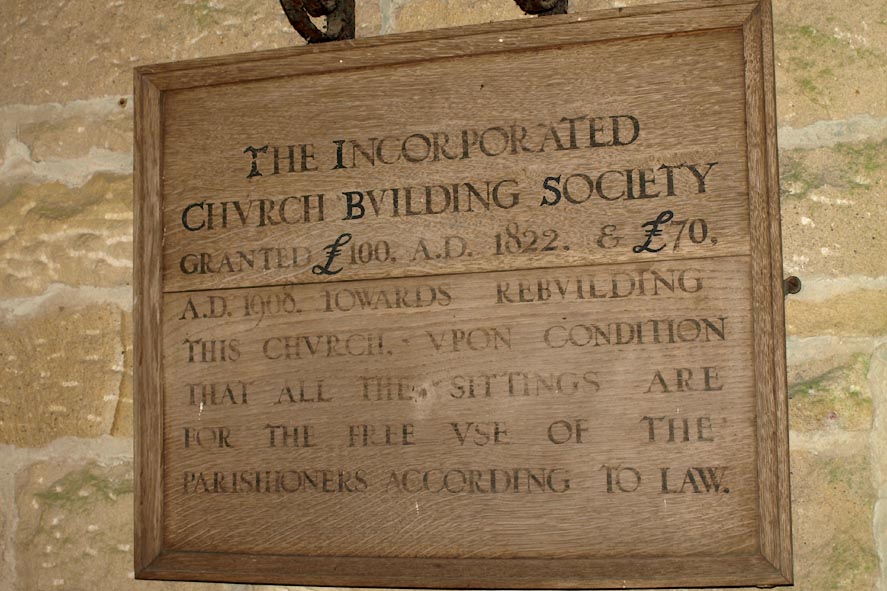 THE INCORPORATED
CHVRCH BVILDING SOCIETY
GRANTED £100. A.D. 1822. & £70.
A.D. 1908. TOWARDS REBVILDING
THIS CHVRCH. VPON CONDITION
THAT ALL THE SITTINGS ARE
FOR THE FREE VSE OF THE
PARISHIONERS ACCORDING TO LAW.